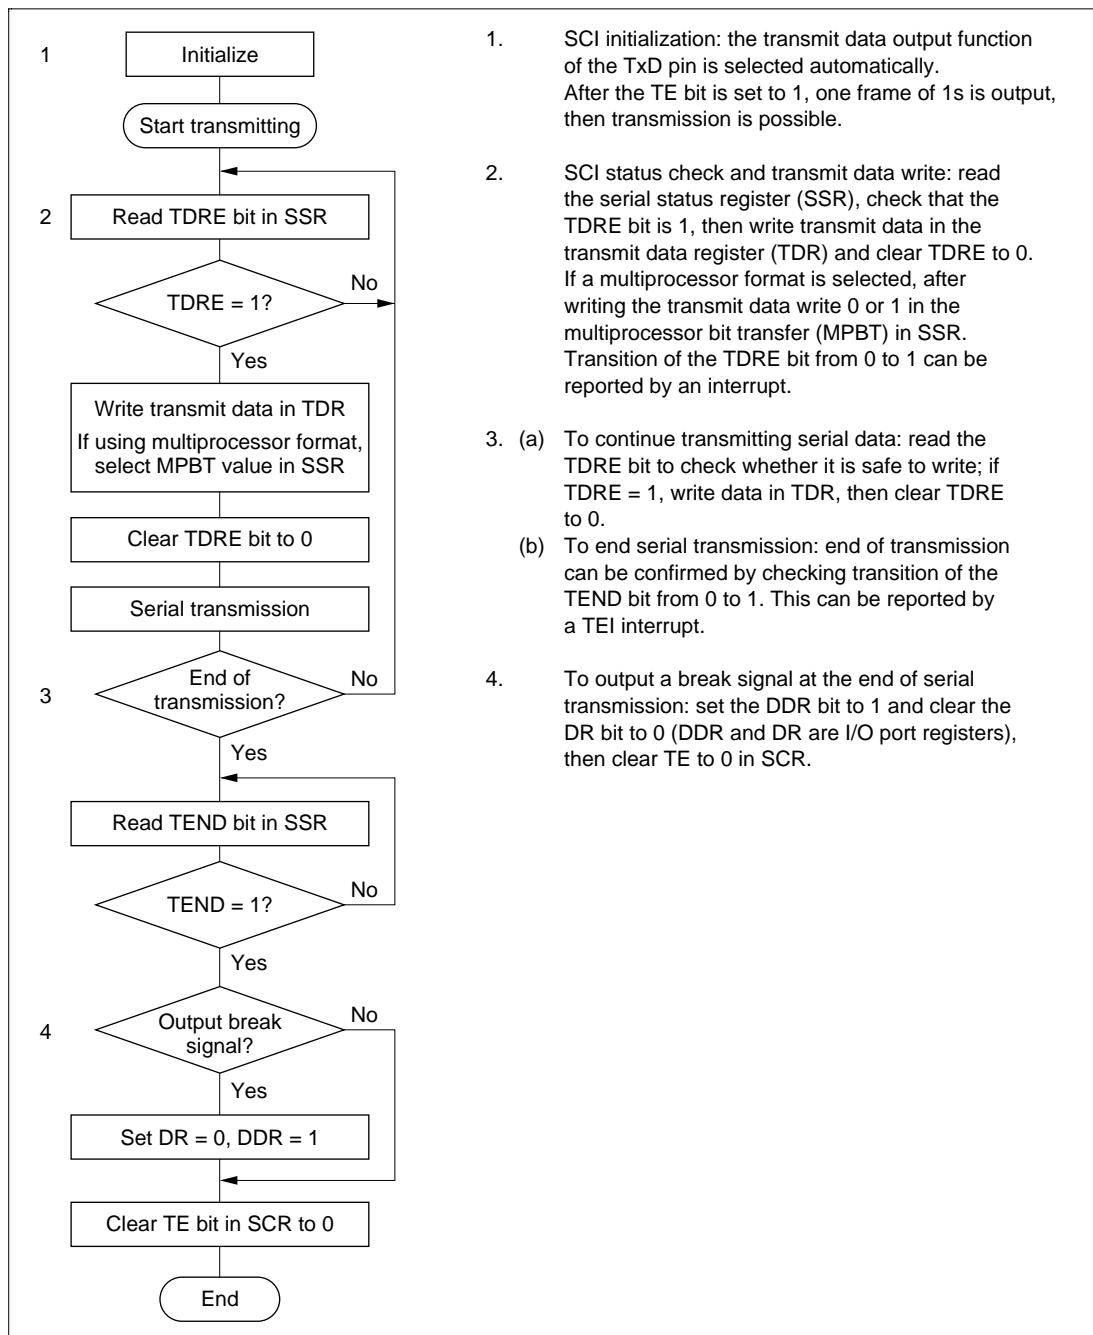 1
Initialize
Start transmitting
2
Read TDRE bit in SSR
TDRE = 1?
No
Yes
Write transmit data in TDR
If using multiprocessor format,
select MPBT value in SSR
Clear TDRE bit to 0
Serial transmission
3
End of
transmission?
No
Yes
Read TEND bit in SSR
TEND = 1?
No
Yes
4
Output break
signal?
No
Yes
Set DR = 0, DDR = 1
Clear TE bit in SCR to 0
End
1. SCI initialization: the transmit data output function
of the TxD pin is selected automatically.
After the TE bit is set to 1, one frame of 1s is output,
then transmission is possible.
2. SCI status check and transmit data write: read
the serial status register (SSR), check that the
TDRE bit is 1, then write transmit data in the
transmit data register (TDR) and clear TDRE to 0.
If a multiprocessor format is selected, after
writing the transmit data write 0 or 1 in the
multiprocessor bit transfer (MPBT) in SSR.
Transition of the TDRE bit from 0 to 1 can be
reported by an interrupt.
3. (a) To continue transmitting serial data: read the
TDRE bit to check whether it is safe to write; if
TDRE = 1, write data in TDR, then clear TDRE
to 0.
(b) To end serial transmission: end of transmission
can be confirmed by checking transition of the
TEND bit from 0 to 1. This can be reported by
a TEI interrupt.
4. To output a break signal at the end of serial
transmission: set the DDR bit to 1 and clear the
DR bit to 0 (DDR and DR are I/O port registers),
then clear TE to 0 in SCR.